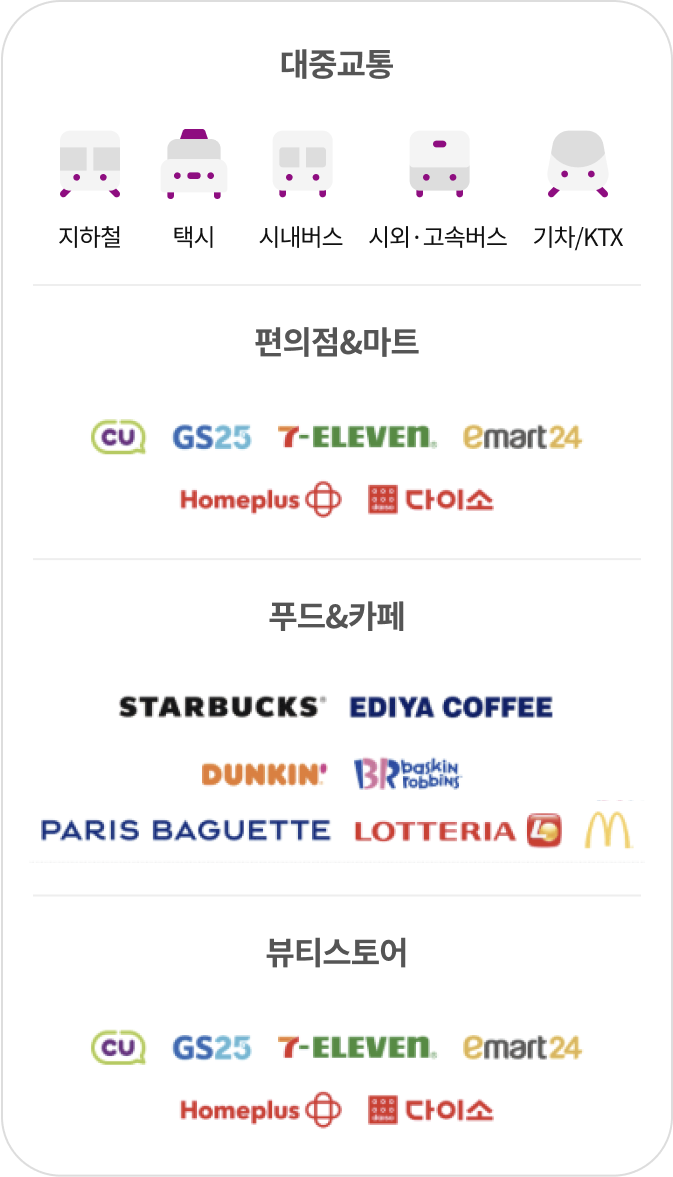 대중교통
지하철 택시 시내버스 시외·고속버스 기차/KTX
편의점&마트
CU GS25 7-ELEVEN® emart24
Homeplus daiso 다이소
푸드&카페
STARBUCKS® EDIYA COFFEE
DUNKIN' BR baskin robbins
PARIS BAGUETTE LOTTERIA L M
뷰티스토어
CU GS25 7-ELEVEN® emart24
Homeplus daiso 다이소